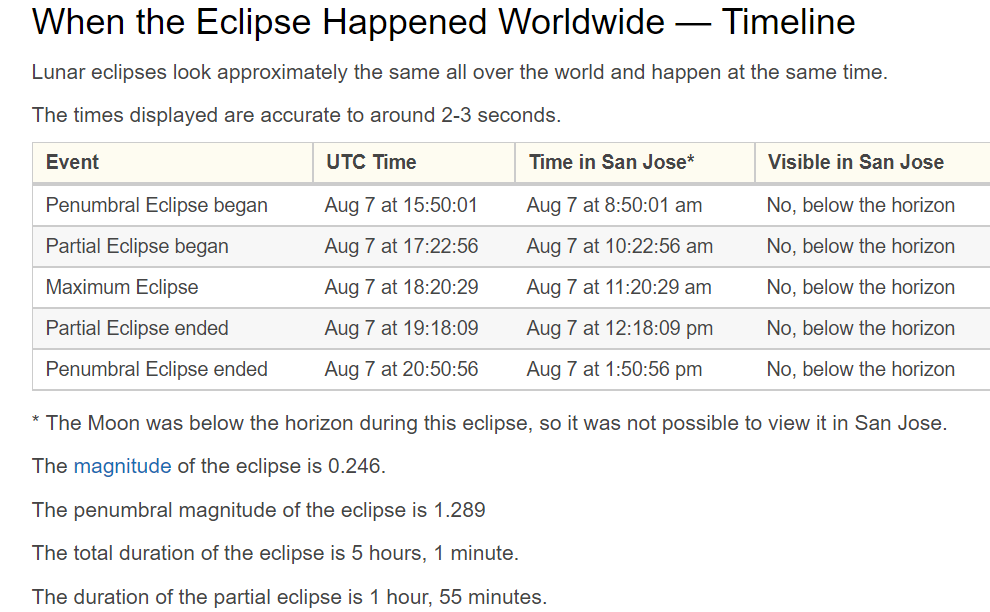 When the Eclipse Happened Worldwide — Timeline
Lunar eclipses look approximately the same all over the world and happen at the same time.
The times displayed are accurate to around 2-3 seconds.
Event UTC Time Time in San Jose* Visible in San Jose
Penumbral Eclipse began Aug 7 at 15:50:01 Aug 7 at 8:50:01 am No, below the horizon
Partial Eclipse began Aug 7 at 17:22:56 Aug 7 at 10:22:56 am No, below the horizon
Maximum Eclipse Aug 7 at 18:20:29 Aug 7 at 11:20:29 am No, below the horizon
Partial Eclipse ended Aug 7 at 19:18:09 Aug 7 at 12:18:09 pm No, below the horizon
Penumbral Eclipse ended Aug 7 at 20:50:56 Aug 7 at 1:50:56 pm No, below the horizon
* The Moon was below the horizon during this eclipse, so it was not possible to view it in San Jose.
The magnitude of the eclipse is 0.246.
The penumbral magnitude of the eclipse is 1.289
The total duration of the eclipse is 5 hours, 1 minute.
The duration of the partial eclipse is 1 hour, 55 minutes.